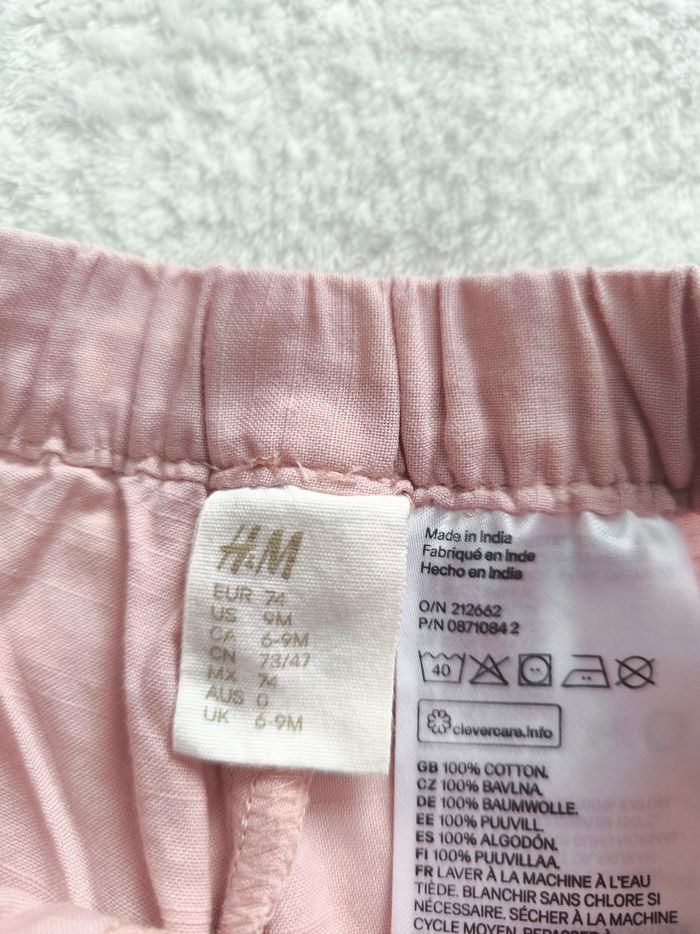 H&M
EUR 74
US 9M
CA 6-9M
CN 73/47
MX 74
AUS 0
UK 6-9M
Made in India
Fabriqué en Inde
Hecho en India
O/N 212662
P/N 0871084 2
40
clevercare.info
GB 100% COTTON.
CZ 100% BAVLNA.
DE 100% BAUMWOLLE.
EE 100% PUUVILL.
ES 100% ALGODÓN.
FI 100% PUUVILLAA.
FR LAVER À LA MACHINE À L'EAU
TIÈDE. BLANCHIR SANS CHLORE SI
NÉCESSAIRE. SÉCHER À LA MACHINE
CYCLE MOYEN. REPASSER À